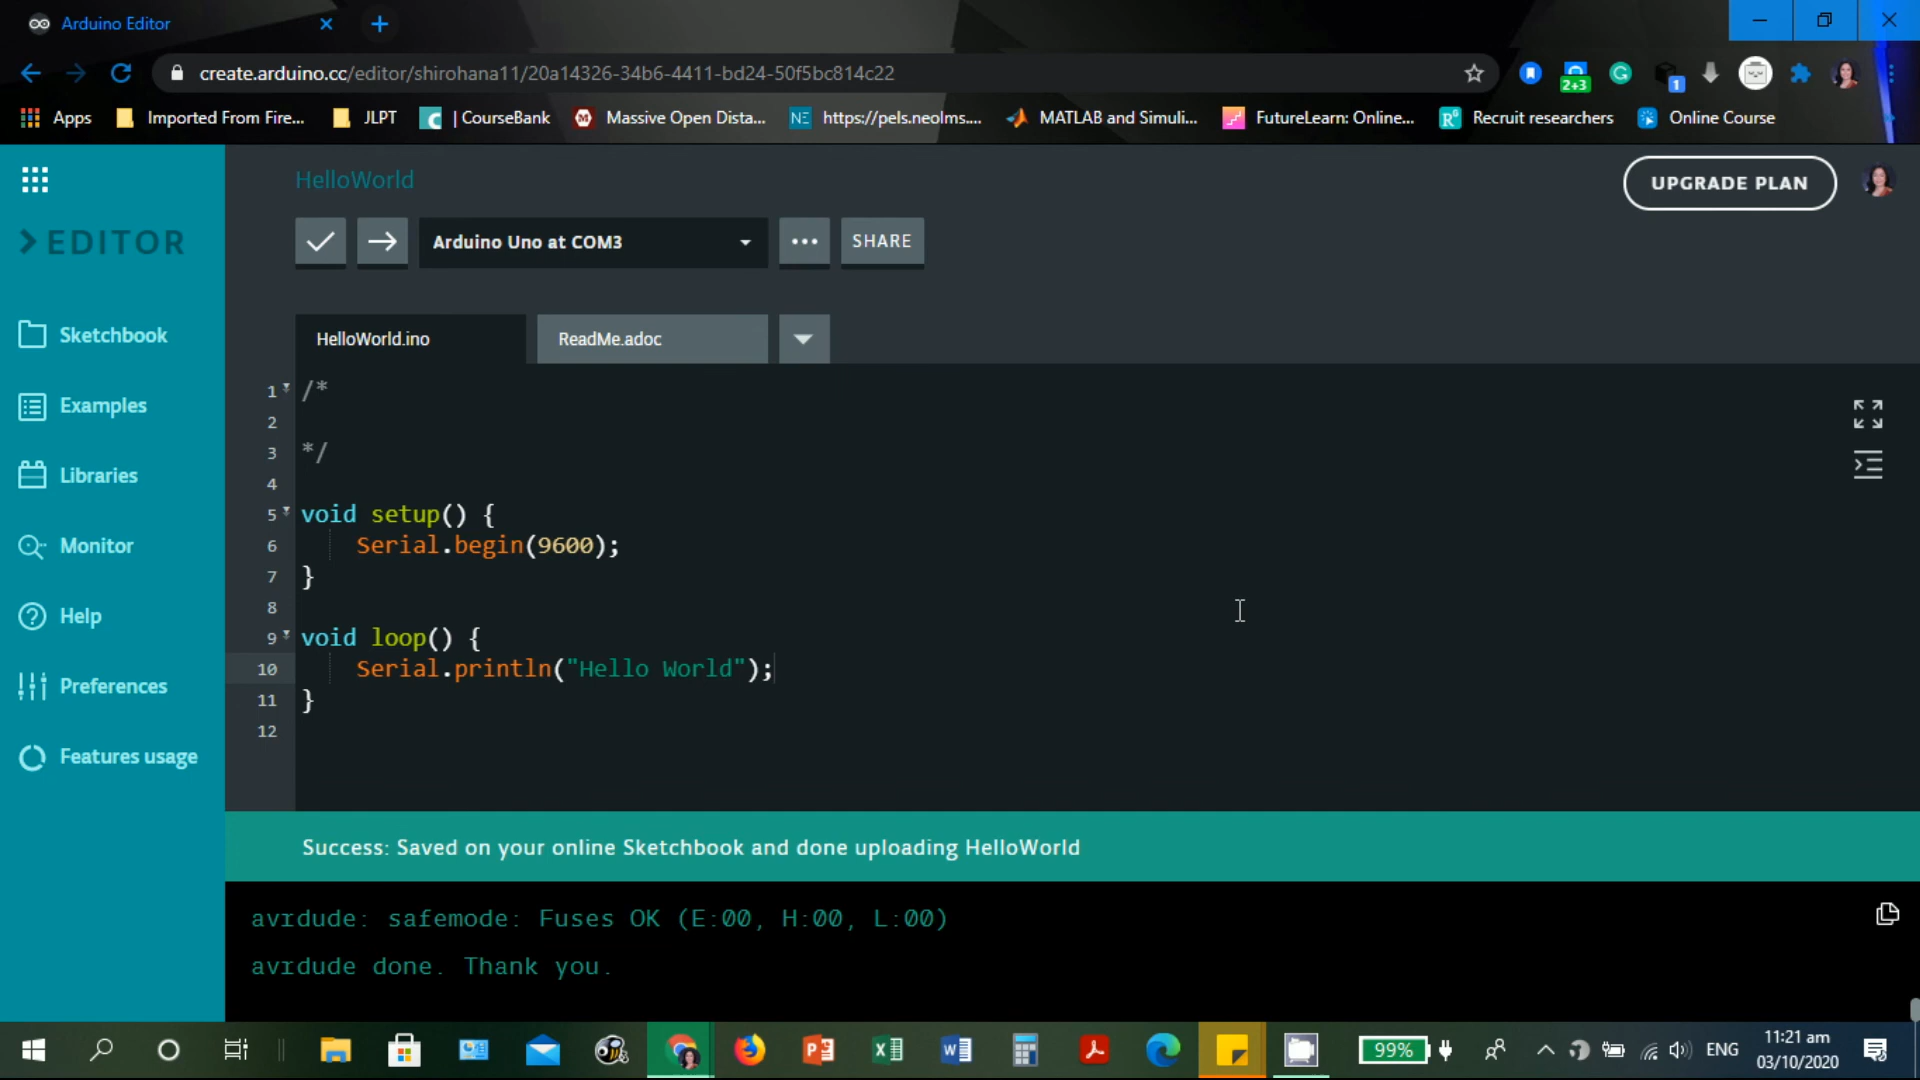 Arduino Editor
create.arduino.cc/editor/shirohana11/20a14326-34b6-4411-bd24-50f5bc814c22
2+3
1
Apps
Imported From Fire...
JLPT
| CourseBank
Massive Open Dista...
NE
https://pels.neolms....
MATLAB and Simuli...
FutureLearn: Online...
Recruit researchers
Online Course
HelloWorld
UPGRADE PLAN
EDITOR
Arduino Uno at COM3
SHARE
Sketchbook
Examples
Libraries
Monitor
Help
Preferences
Features usage
HelloWorld.ino
ReadMe.adoc
1 /*
2
3 */
4
5 void setup() {
6 Serial.begin(9600);
7 }
8
9 void loop() {
10 Serial.println("Hello World");
11 }
12
Success: Saved on your online Sketchbook and done uploading HelloWorld
avrdude: safemode: Fuses OK (E:00, H:00, L:00)
avrdude done. Thank you.
99%
ENG
11:21 am
03/10/2020